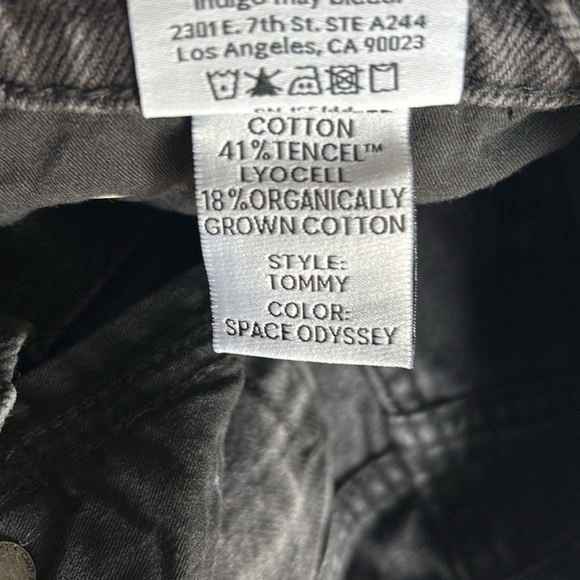 Indigo may bleed.
2301 E. 7th St. STE A244
Los Angeles, CA 90023
COTTON
41%TENCEL™
LYOCELL
18%ORGANICALLY
GROWN COTTON
STYLE:
TOMMY
COLOR:
SPACE ODYSSEY